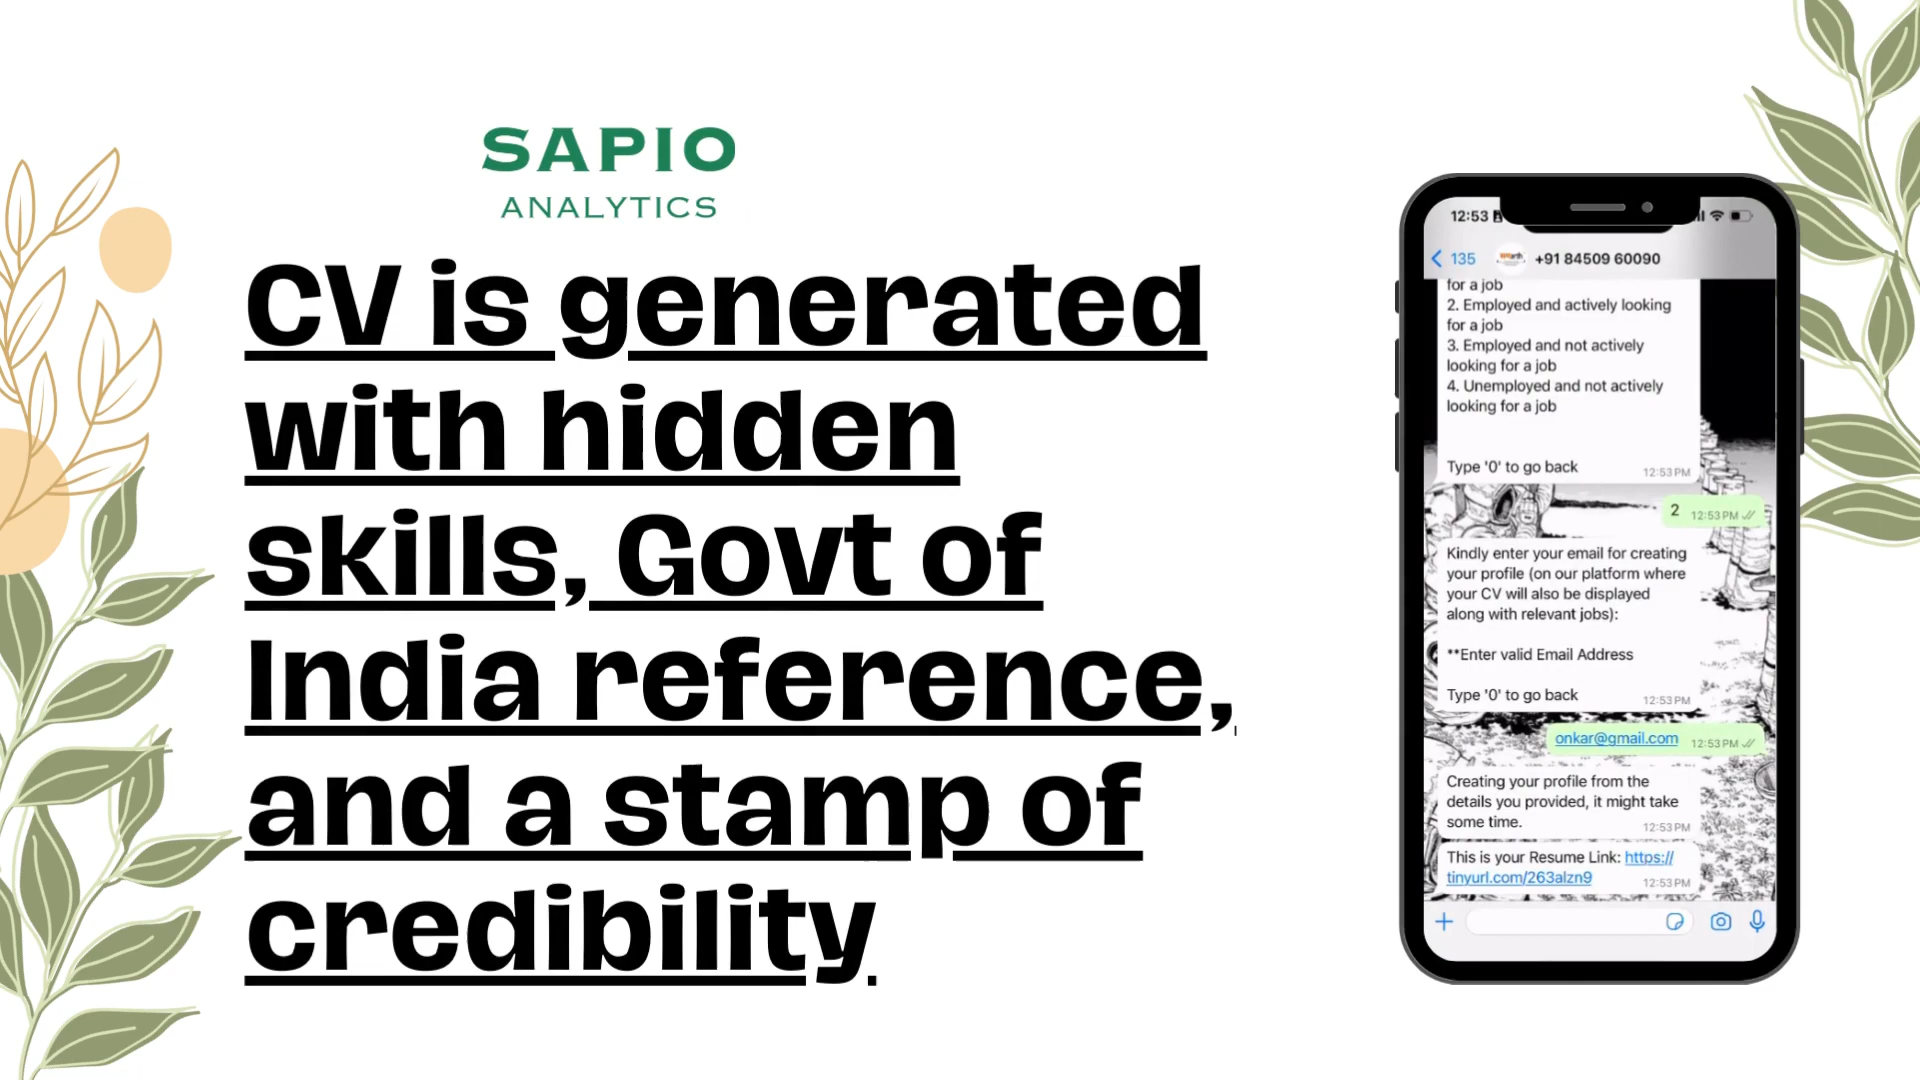 SAPIO
ANALYTICS
CV is generated
with hidden
skills, Govt of
India reference,
and a stamp of
credibility
12:53
135
+91 84509 60090
for a job
2. Employed and actively looking
for a job
3. Employed and not actively
looking for a job
4. Unemployed and not actively
looking for a job
Type '0' to go back
12:53 PM
2 12:53 PM
Kindly enter your email for creating
your profile (on our platform where
your CV will also be displayed
along with relevant jobs):
**Enter valid Email Address
Type '0' to go back
12:53 PM
onkar@gmail.com 12:53 PM
Creating your profile from the
details you provided, it might take
some time.
12:53 PM
This is your Resume Link: https://
tinyurl.com/263alzn9
12:53 PM